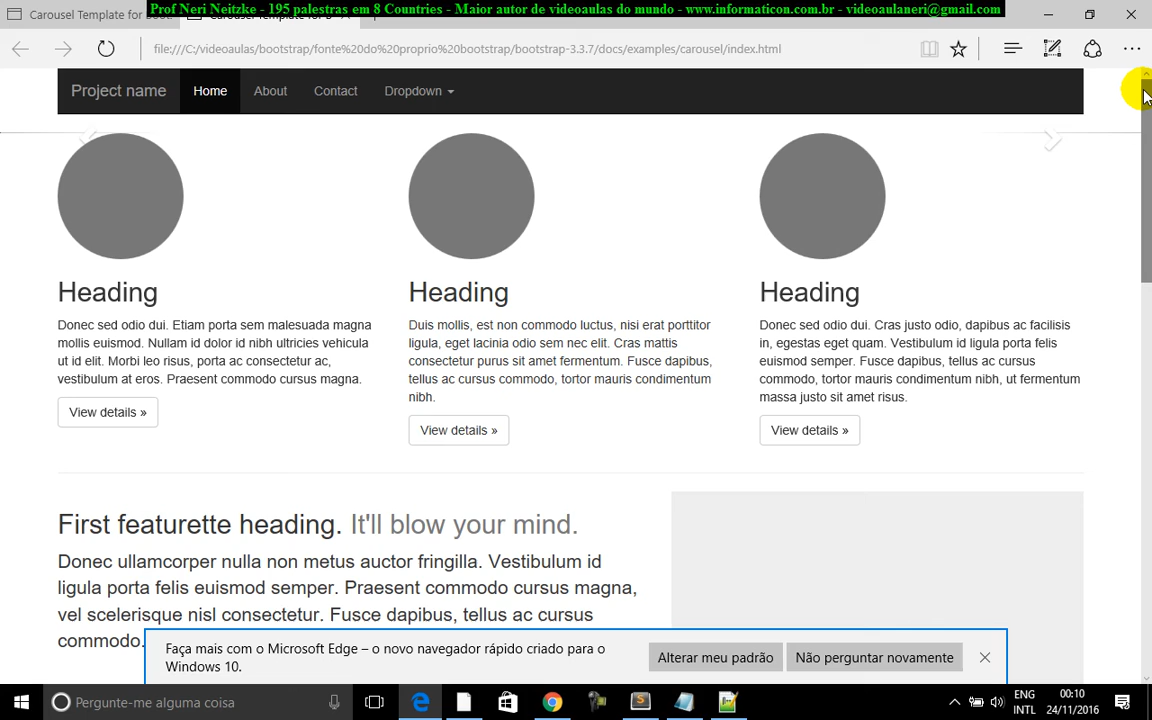 Prof Neri Neitzke - 195 palestras em 8 Countries - Maior autor de videoaulas do mundo - www.informaticon.com.br - videoaulaneri@gmail.com
Carousel Template for
file:///C:/videoaulas/bootstrap/fonte%20do%20proprio%20bootstrap/bootstrap-3.3.7/docs/examples/carousel/index.html
Project name Home About Contact Dropdown
Heading
Donec sed odio dui. Etiam porta sem malesuada magna
mollis euismod. Nullam id dolor id nibh ultricies vehicula
ut id elit. Morbi leo risus, porta ac consectetur ac,
vestibulum at eros. Praesent commodo cursus magna.
View details »
Heading
Duis mollis, est non commodo luctus, nisi erat porttitor
ligula, eget lacinia odio sem nec elit. Cras mattis
consectetur purus sit amet fermentum. Fusce dapibus,
tellus ac cursus commodo, tortor mauris condimentum
nibh.
View details »
Heading
Donec sed odio dui. Cras justo odio, dapibus ac facilisis
in, egestas eget quam. Vestibulum id ligula porta felis
euismod semper. Fusce dapibus, tellus ac cursus
commodo, tortor mauris condimentum nibh, ut fermentum
massa justo sit amet risus.
View details »
First featurette heading. It'll blow your mind.
Donec ullamcorper nulla non metus auctor fringilla. Vestibulum id
ligula porta felis euismod semper. Praesent commodo cursus magna,
vel scelerisque nisl consectetur. Fusce dapibus, tellus ac cursus
commodo.
Faça mais com o Microsoft Edge – o novo navegador rápido criado para o
Windows 10.
Alterar meu padrão Não perguntar novamente
Pergunte-me alguma coisa
ENG
INTL
00:10
24/11/2016